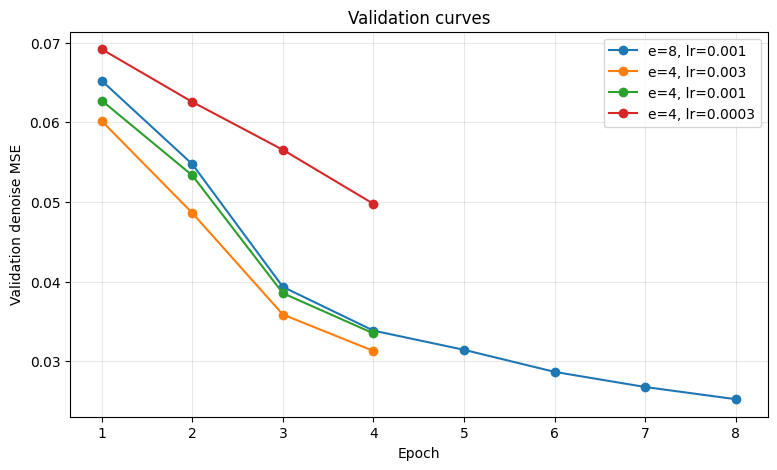 Validation curves
Validation denoise MSE
0.07
0.06
0.05
0.04
0.03
e=8, lr=0.001
e=4, lr=0.003
e=4, lr=0.001
e=4, lr=0.0003
1 2 3 4 5 6 7 8
Epoch